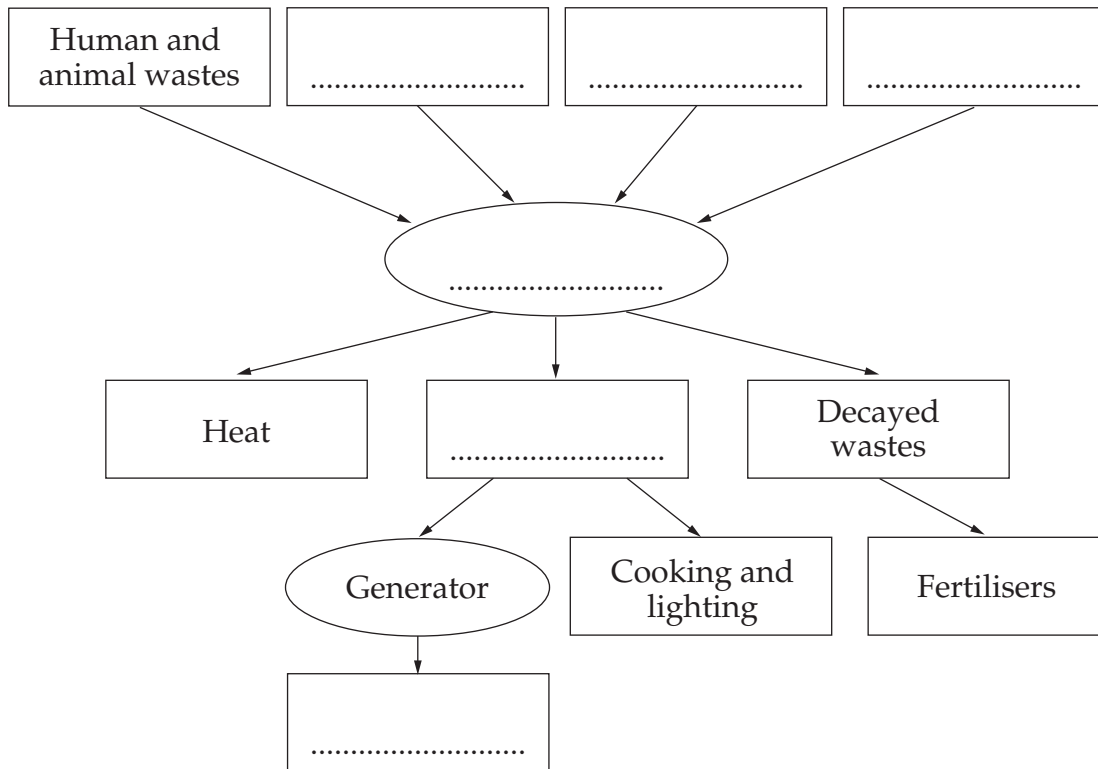 Human and
animal wastes
...........................
...........................
...........................
...........................
Heat
...........................
Decayed
wastes
Generator
Cooking and
lighting
Fertilisers
...........................